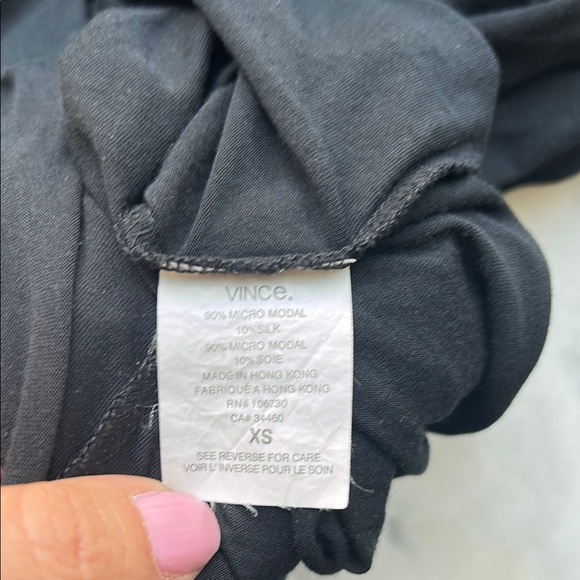 VINCe.
90% MICRO MODAL
10% SILK
90% MICRO MODAL
10% SOIE
MADE IN HONG KONG
FABRIQUÉ A HONG KONG
RN# 106730
CA# 34460
XS
SEE REVERSE FOR CARE
VOIR L'INVERSE POUR LE SOIN